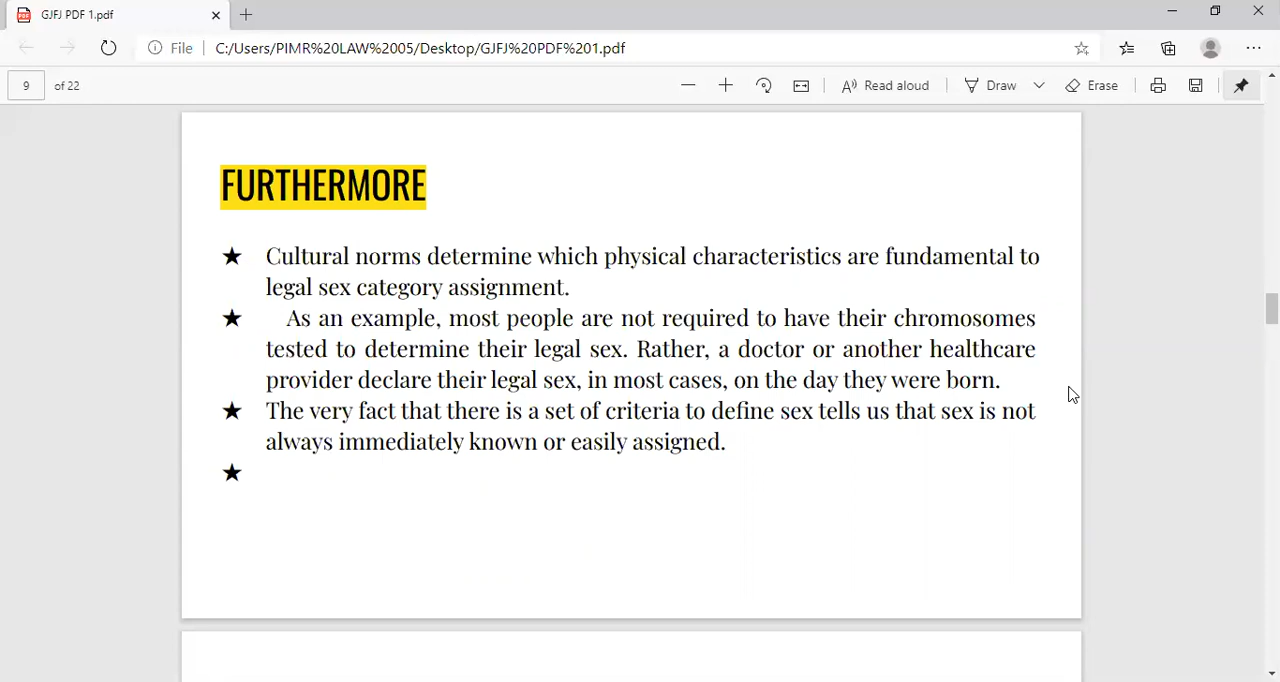 GJFJ PDF 1.pdf
File C:/Users/PIMR%20LAW%2005/Desktop/GJFJ%20PDF%201.pdf
9 of 22 Read aloud Draw Erase
FURTHERMORE
★ Cultural norms determine which physical characteristics are fundamental to
legal sex category assignment.
★ As an example, most people are not required to have their chromosomes
tested to determine their legal sex. Rather, a doctor or another healthcare
provider declare their legal sex, in most cases, on the day they were born.
★ The very fact that there is a set of criteria to define sex tells us that sex is not
always immediately known or easily assigned.
★